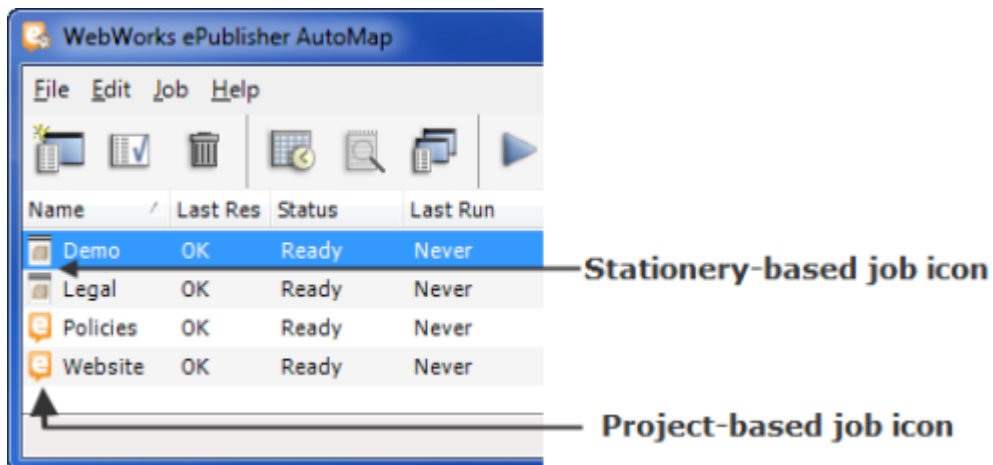 WebWorks ePublisher AutoMap
File Edit Job Help
Name Last Res Status Last Run
Demo OK Ready Never
Stationery-based job icon
Legal OK Ready Never
Policies OK Ready Never
Website OK Ready Never
Project-based job icon